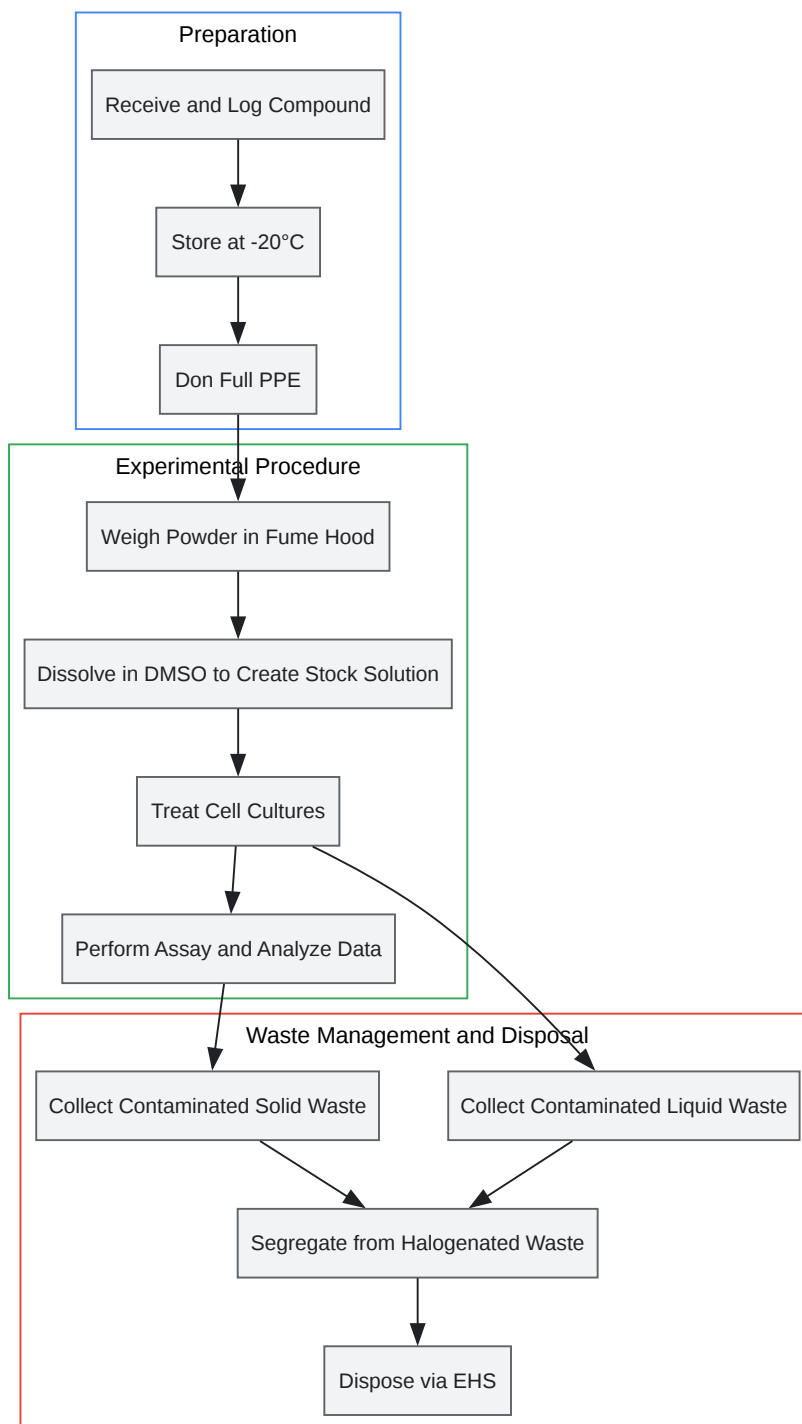 Preparation
Receive and Log Compound
Store at -20°C
Don Full PPE
Experimental Procedure
Weigh Powder in Fume Hood
Dissolve in DMSO to Create Stock Solution
Treat Cell Cultures
Perform Assay and Analyze Data
Waste Management and Disposal
Collect Contaminated Solid Waste
Collect Contaminated Liquid Waste
Segregate from Halogenated Waste
Dispose via EHS